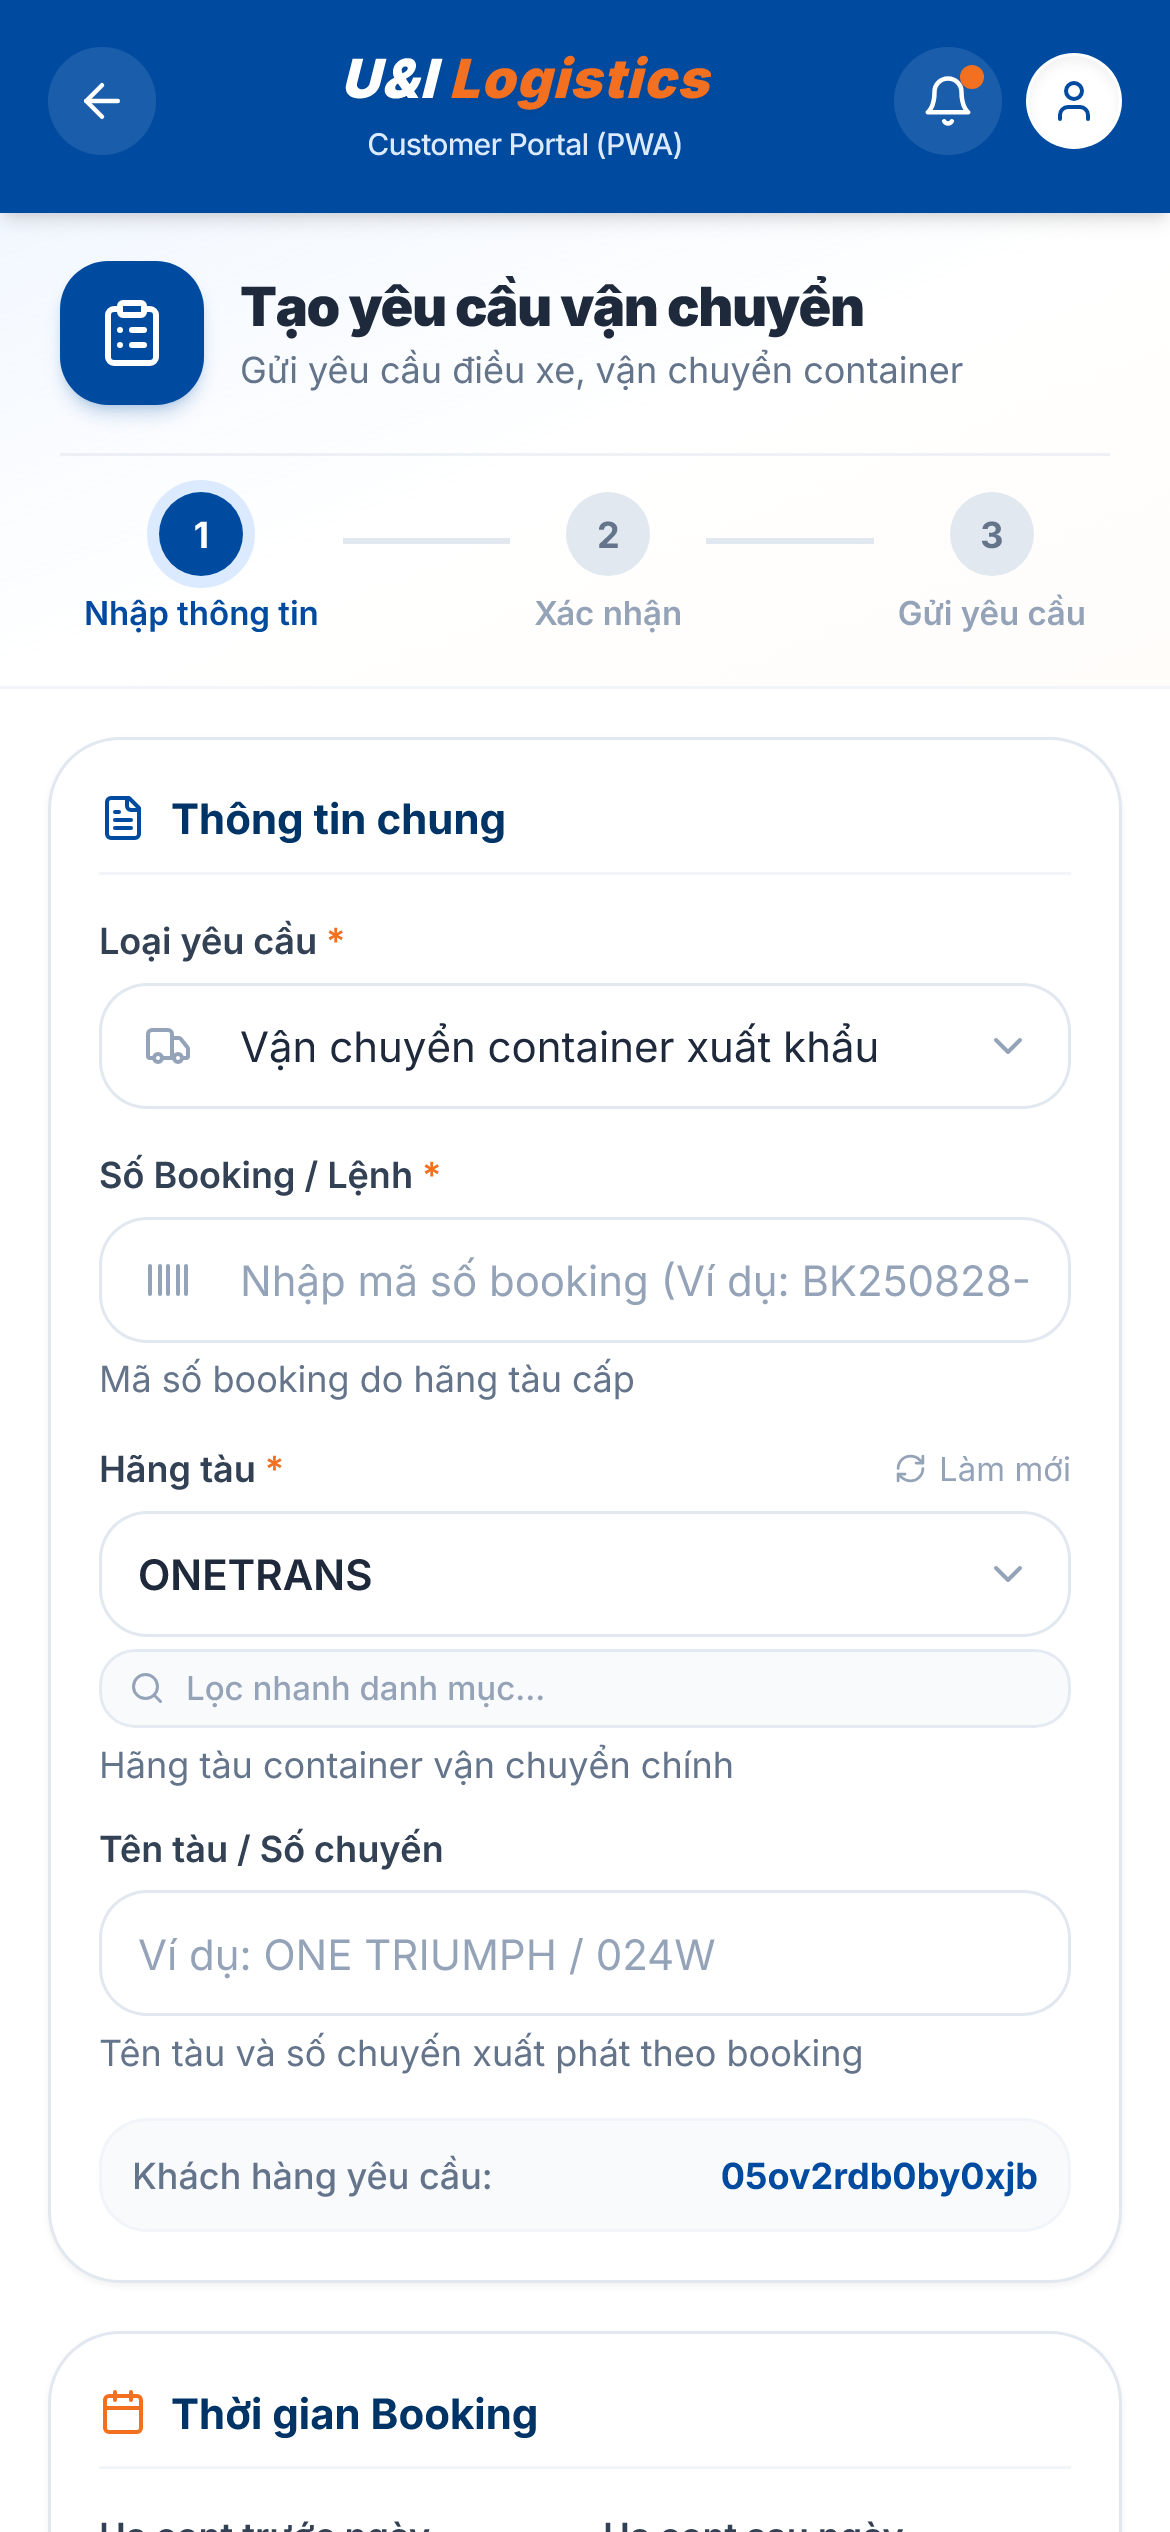 U&I Logistics
Customer Portal (PWA)
Tạo yêu cầu vận chuyển
Gửi yêu cầu điều xe, vận chuyển container
1
2
3
Nhập thông tin
Xác nhận
Gửi yêu cầu
Thông tin chung
Loại yêu cầu *
Vận chuyển container xuất khẩu
Số Booking / Lệnh *
Nhập mã số booking (Ví dụ: BK250828-
Mã số booking do hãng tàu cấp
Hãng tàu *
Làm mới
ONETRANS
Lọc nhanh danh mục...
Hãng tàu container vận chuyển chính
Tên tàu / Số chuyến
Ví dụ: ONE TRIUMPH / 024W
Tên tàu và số chuyến xuất phát theo booking
Khách hàng yêu cầu:
05ov2rdb0by0xjb
Thời gian Booking